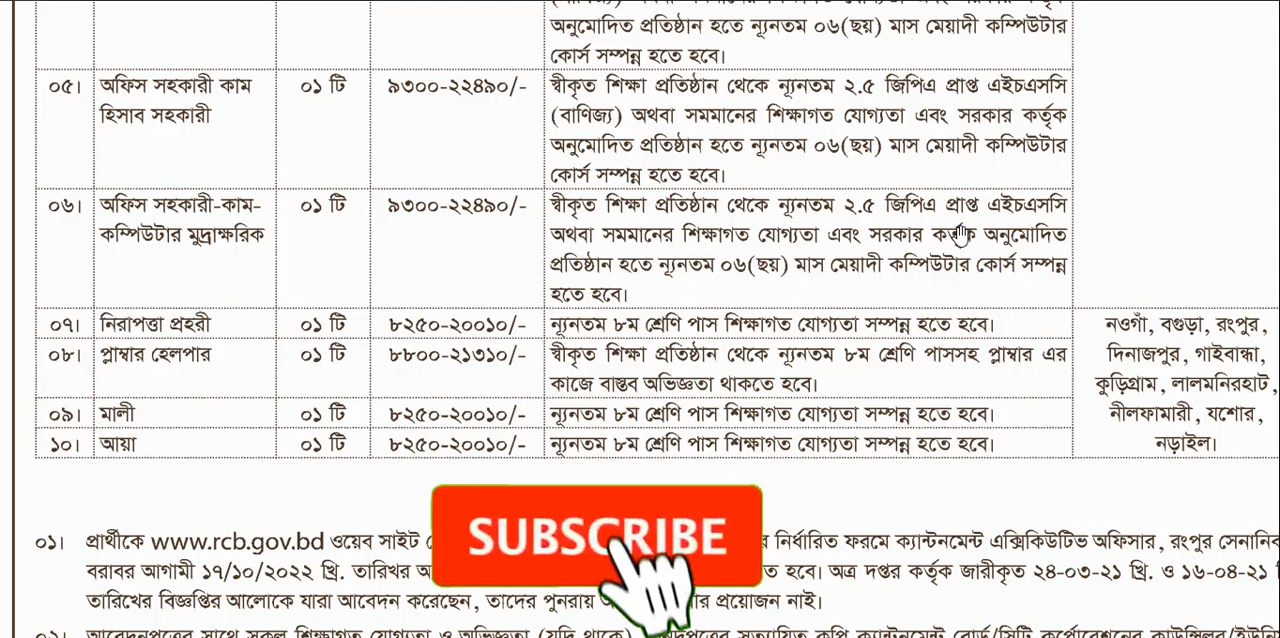 অনুমোদিত প্রতিষ্ঠান হতে ন্যূনতম ০৬(ছয়) মাস মেয়াদী কম্পিউটার
কোর্স সম্পন্ন হতে হবে।
০৫। অফিস সহকারী কাম হিসাব সহকারী ০১ টি ৯৩০০-২২৪৯০/- স্বীকৃত শিক্ষা প্রতিষ্ঠান থেকে ন্যূনতম ২.৫ জিপিএ প্রাপ্ত এইচএসসি
(বাণিজ্য) অথবা সমমানের শিক্ষাগত যোগ্যতা এবং সরকার কর্তৃক
অনুমোদিত প্রতিষ্ঠান হতে ন্যূনতম ০৬(ছয়) মাস মেয়াদী কম্পিউটার
কোর্স সম্পন্ন হতে হবে।
০৬। অফিস সহকারী-কাম-কম্পিউটার মুদ্রাক্ষরিক ০১ টি ৯৩০০-২২৪৯০/- স্বীকৃত শিক্ষা প্রতিষ্ঠান থেকে ন্যূনতম ২.৫ জিপিএ প্রাপ্ত এইচএসসি
অথবা সমমানের শিক্ষাগত যোগ্যতা এবং সরকার কর্তৃক অনুমোদিত
প্রতিষ্ঠান হতে ন্যূনতম ০৬(ছয়) মাস মেয়াদী কম্পিউটার কোর্স সম্পন্ন
হতে হবে।
০৭। নিরাপত্তা প্রহরী ০১ টি ৮২৫০-২০০১০/- ন্যূনতম ৮ম শ্রেণি পাস শিক্ষাগত যোগ্যতা সম্পন্ন হতে হবে।
০৮। প্লাম্বার হেলপার ০১ টি ৮৮০০-২১৩১০/- স্বীকৃত শিক্ষা প্রতিষ্ঠান থেকে ন্যূনতম ৮ম শ্রেণি পাসসহ প্লাম্বার এর
কাজে বাস্তব অভিজ্ঞতা থাকতে হবে।
০৯। মালী ০১ টি ৮২৫০-২০০১০/- ন্যূনতম ৮ম শ্রেণি পাস শিক্ষাগত যোগ্যতা সম্পন্ন হতে হবে।
১০। আয়া ০১ টি ৮২৫০-২০০১০/- ন্যূনতম ৮ম শ্রেণি পাস শিক্ষাগত যোগ্যতা সম্পন্ন হতে হবে।
নওগাঁ, বগুড়া, রংপুর,
দিনাজপুর, গাইবান্ধা,
কুড়িগ্রাম, লালমনিরহাট,
নীলফামারী, যশোর,
নড়াইল।
SUBSCRIBE
০১। প্রার্থীকে www.rcb.gov.bd ওয়েব সাইট নির্ধারিত ফরমে ক্যান্টনমেন্ট এক্সিকিউটিভ অফিসার, রংপুর
বরাবর আগামী ১৭/১০/২০২২ খ্রি. তারিখর হবে। অত্র দপ্তর কর্তৃক জারীকৃত ২৪-০৩-২১ খ্রি. ও ১৬-০৪-২১
তারিখের বিজ্ঞপ্তির আলোকে যারা আবেদন করেছেন, তাদের পুনরায় প্রয়োজন নাই।